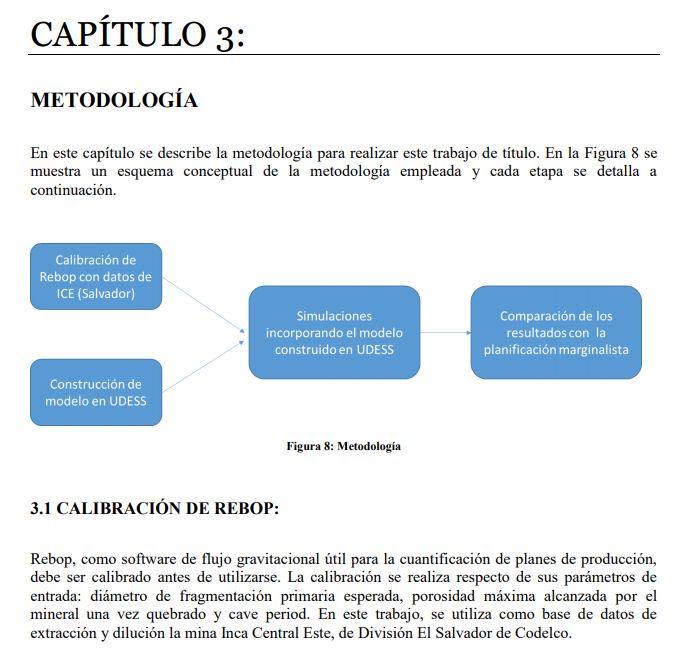 CAPÍTULO 3:
METODOLOGÍA
En este capítulo se describe la metodología para realizar este trabajo de título. En la Figura 8 se
muestra un esquema conceptual de la metodología empleada y cada etapa se detalla a
continuación.
Calibración de
Rebop con datos de
ICE (Salvador)
Construcción de
modelo en UDESS
Simulaciones
incorporando el modelo
construido en UDESS
Comparación de los
resultados con la
planificación marginalista
Figura 8: Metodología
3.1 CALIBRACIÓN DE REBOP:
Rebop, como software de flujo gravitacional útil para la cuantificación de planes de producción,
debe ser calibrado antes de utilizarse. La calibración se realiza respecto de sus parámetros de
entrada: diámetro de fragmentación primaria esperada, porosidad máxima alcanzada por el
mineral una vez quebrado y cave period. En este trabajo, se utiliza como base de datos de
extracción y dilución la mina Inca Central Este, de División El Salvador de Codelco.